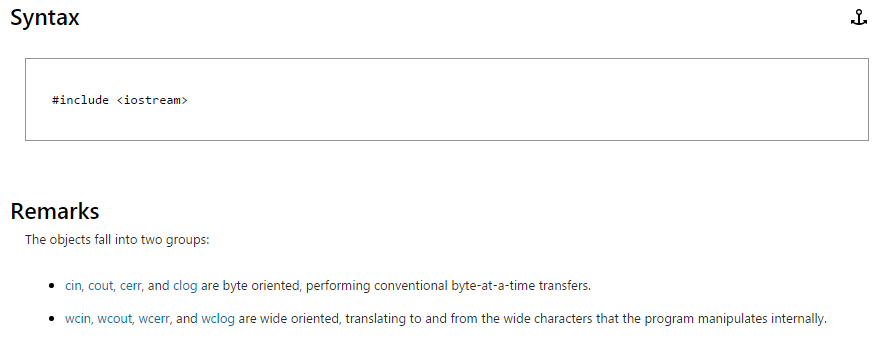 Syntax
#include <iostream>
Remarks
The objects fall into two groups:
cin, cout, cerr, and clog are byte oriented, performing conventional byte-at-a-time transfers.
wcin, wcout, wcerr, and wclog are wide oriented, translating to and from the wide characters that the program manipulates internally.